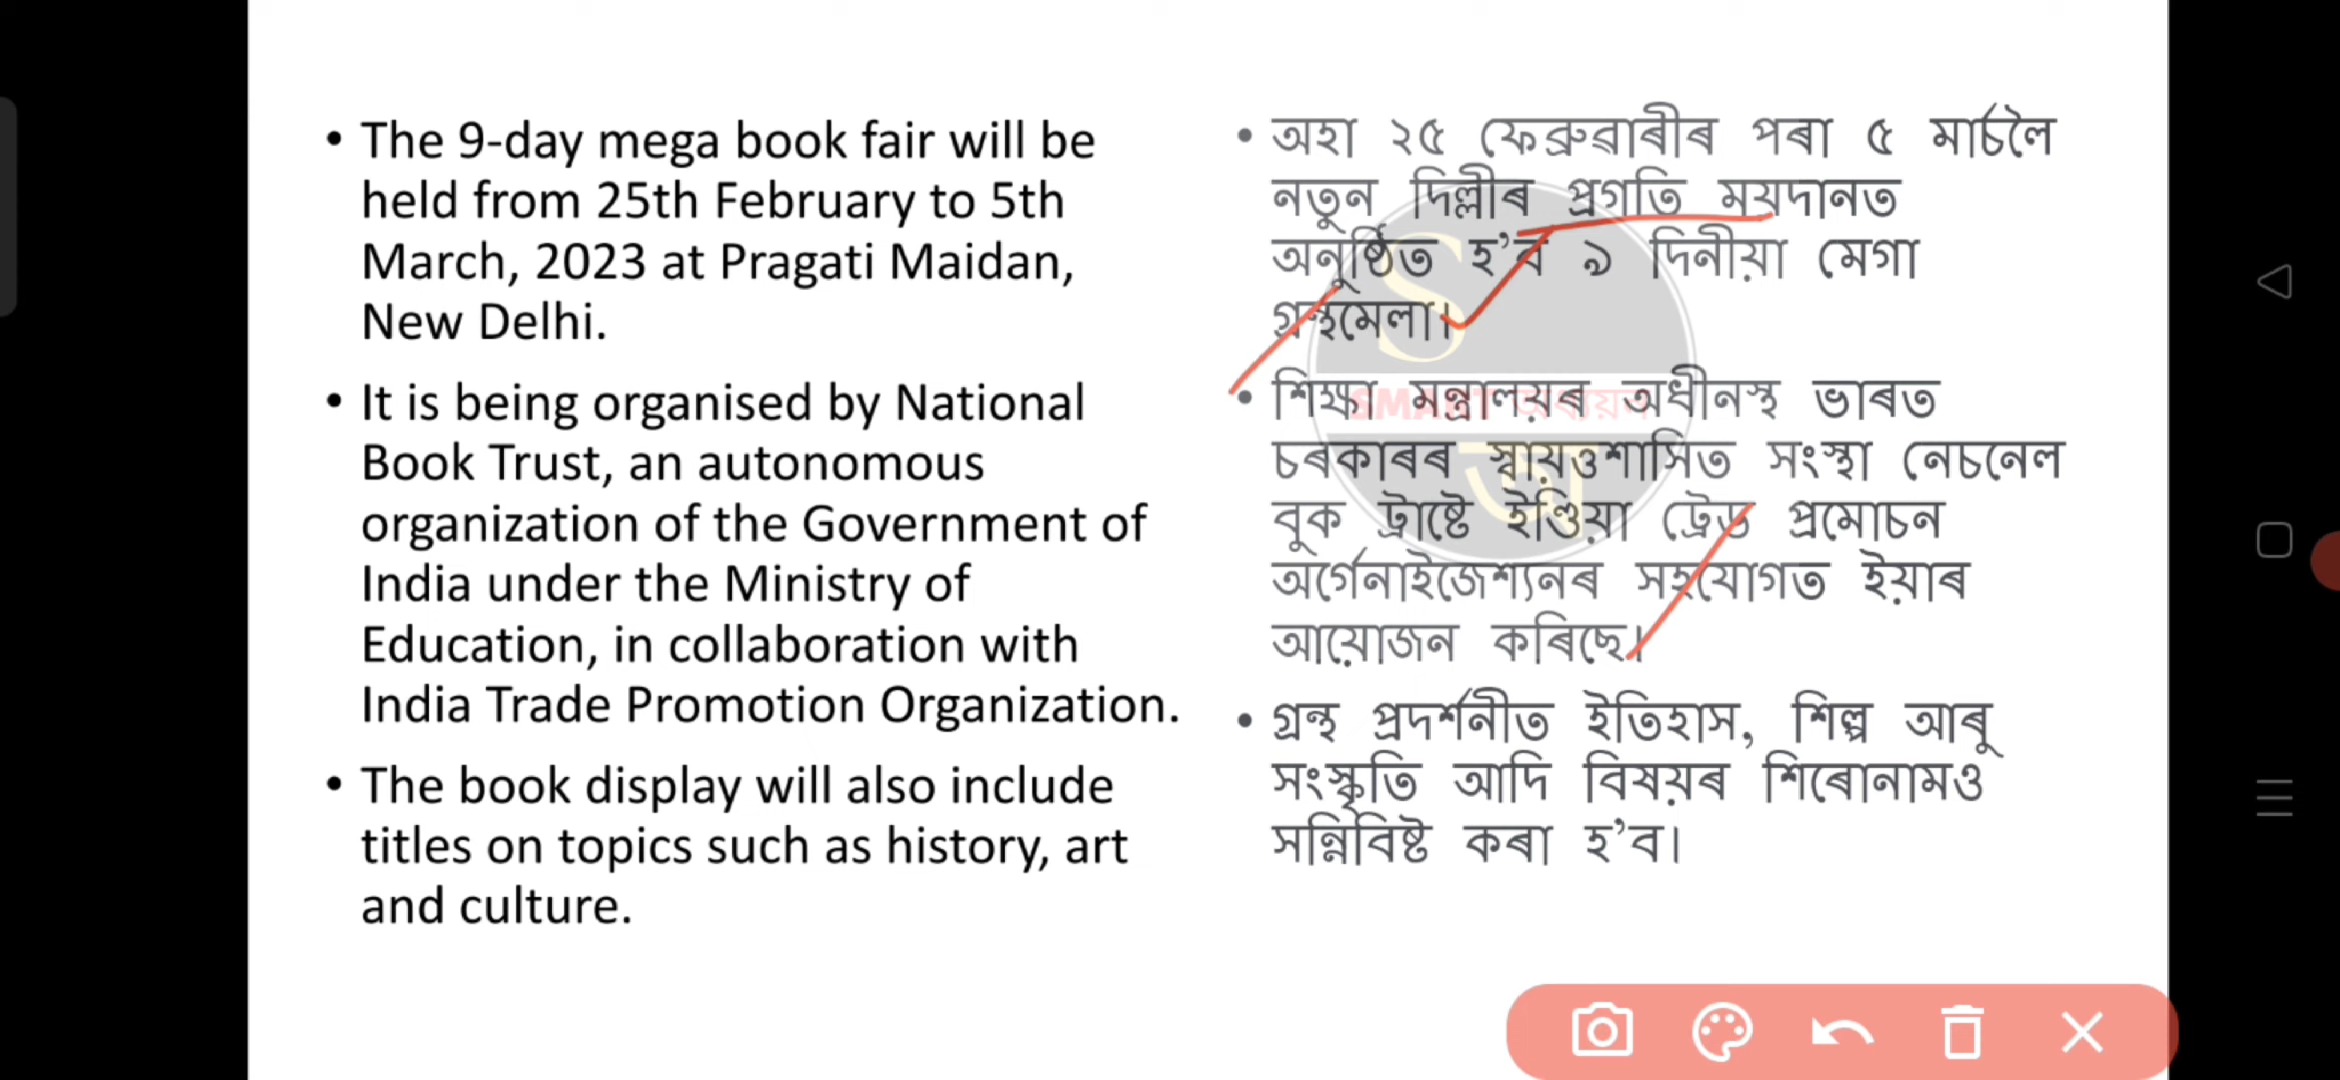 • The 9-day mega book fair will be
held from 25th February to 5th
March, 2023 at Pragati Maidan,
New Delhi.
• It is being organised by National
Book Trust, an autonomous
organization of the Government of
India under the Ministry of
Education, in collaboration with
India Trade Promotion Organization.
• The book display will also include
titles on topics such as history, art
and culture.
• অহা ২৫ ফেব্ৰুৱাৰীৰ পৰা ৫ মাৰ্চলৈ
নতুন দিল্লীৰ প্ৰগতি ময়দানত
অনুষ্ঠিত হ’ব ৯ দিনীয়া মেগা
গ্ৰন্থমেলা।
• শিক্ষা মন্ত্ৰালয়ৰ অধীনস্থ ভাৰত
চৰকাৰৰ স্বায়ত্তশাসিত সংস্থা নেচনেল
বুক ট্ৰাষ্টে ইণ্ডিয়া ট্ৰেড প্ৰমোচন
অৰ্গেনাইজেশ্যনৰ সহযোগত ইয়াৰ
আয়োজন কৰিছে।
• গ্ৰন্থ প্ৰদৰ্শনীত ইতিহাস, শিল্প আৰু
সংস্কৃতি আদি বিষয়ৰ শিৰোনামও
সন্নিবিষ্ট কৰা হ’ব।
S
SMART অধ্যয়ন
অ